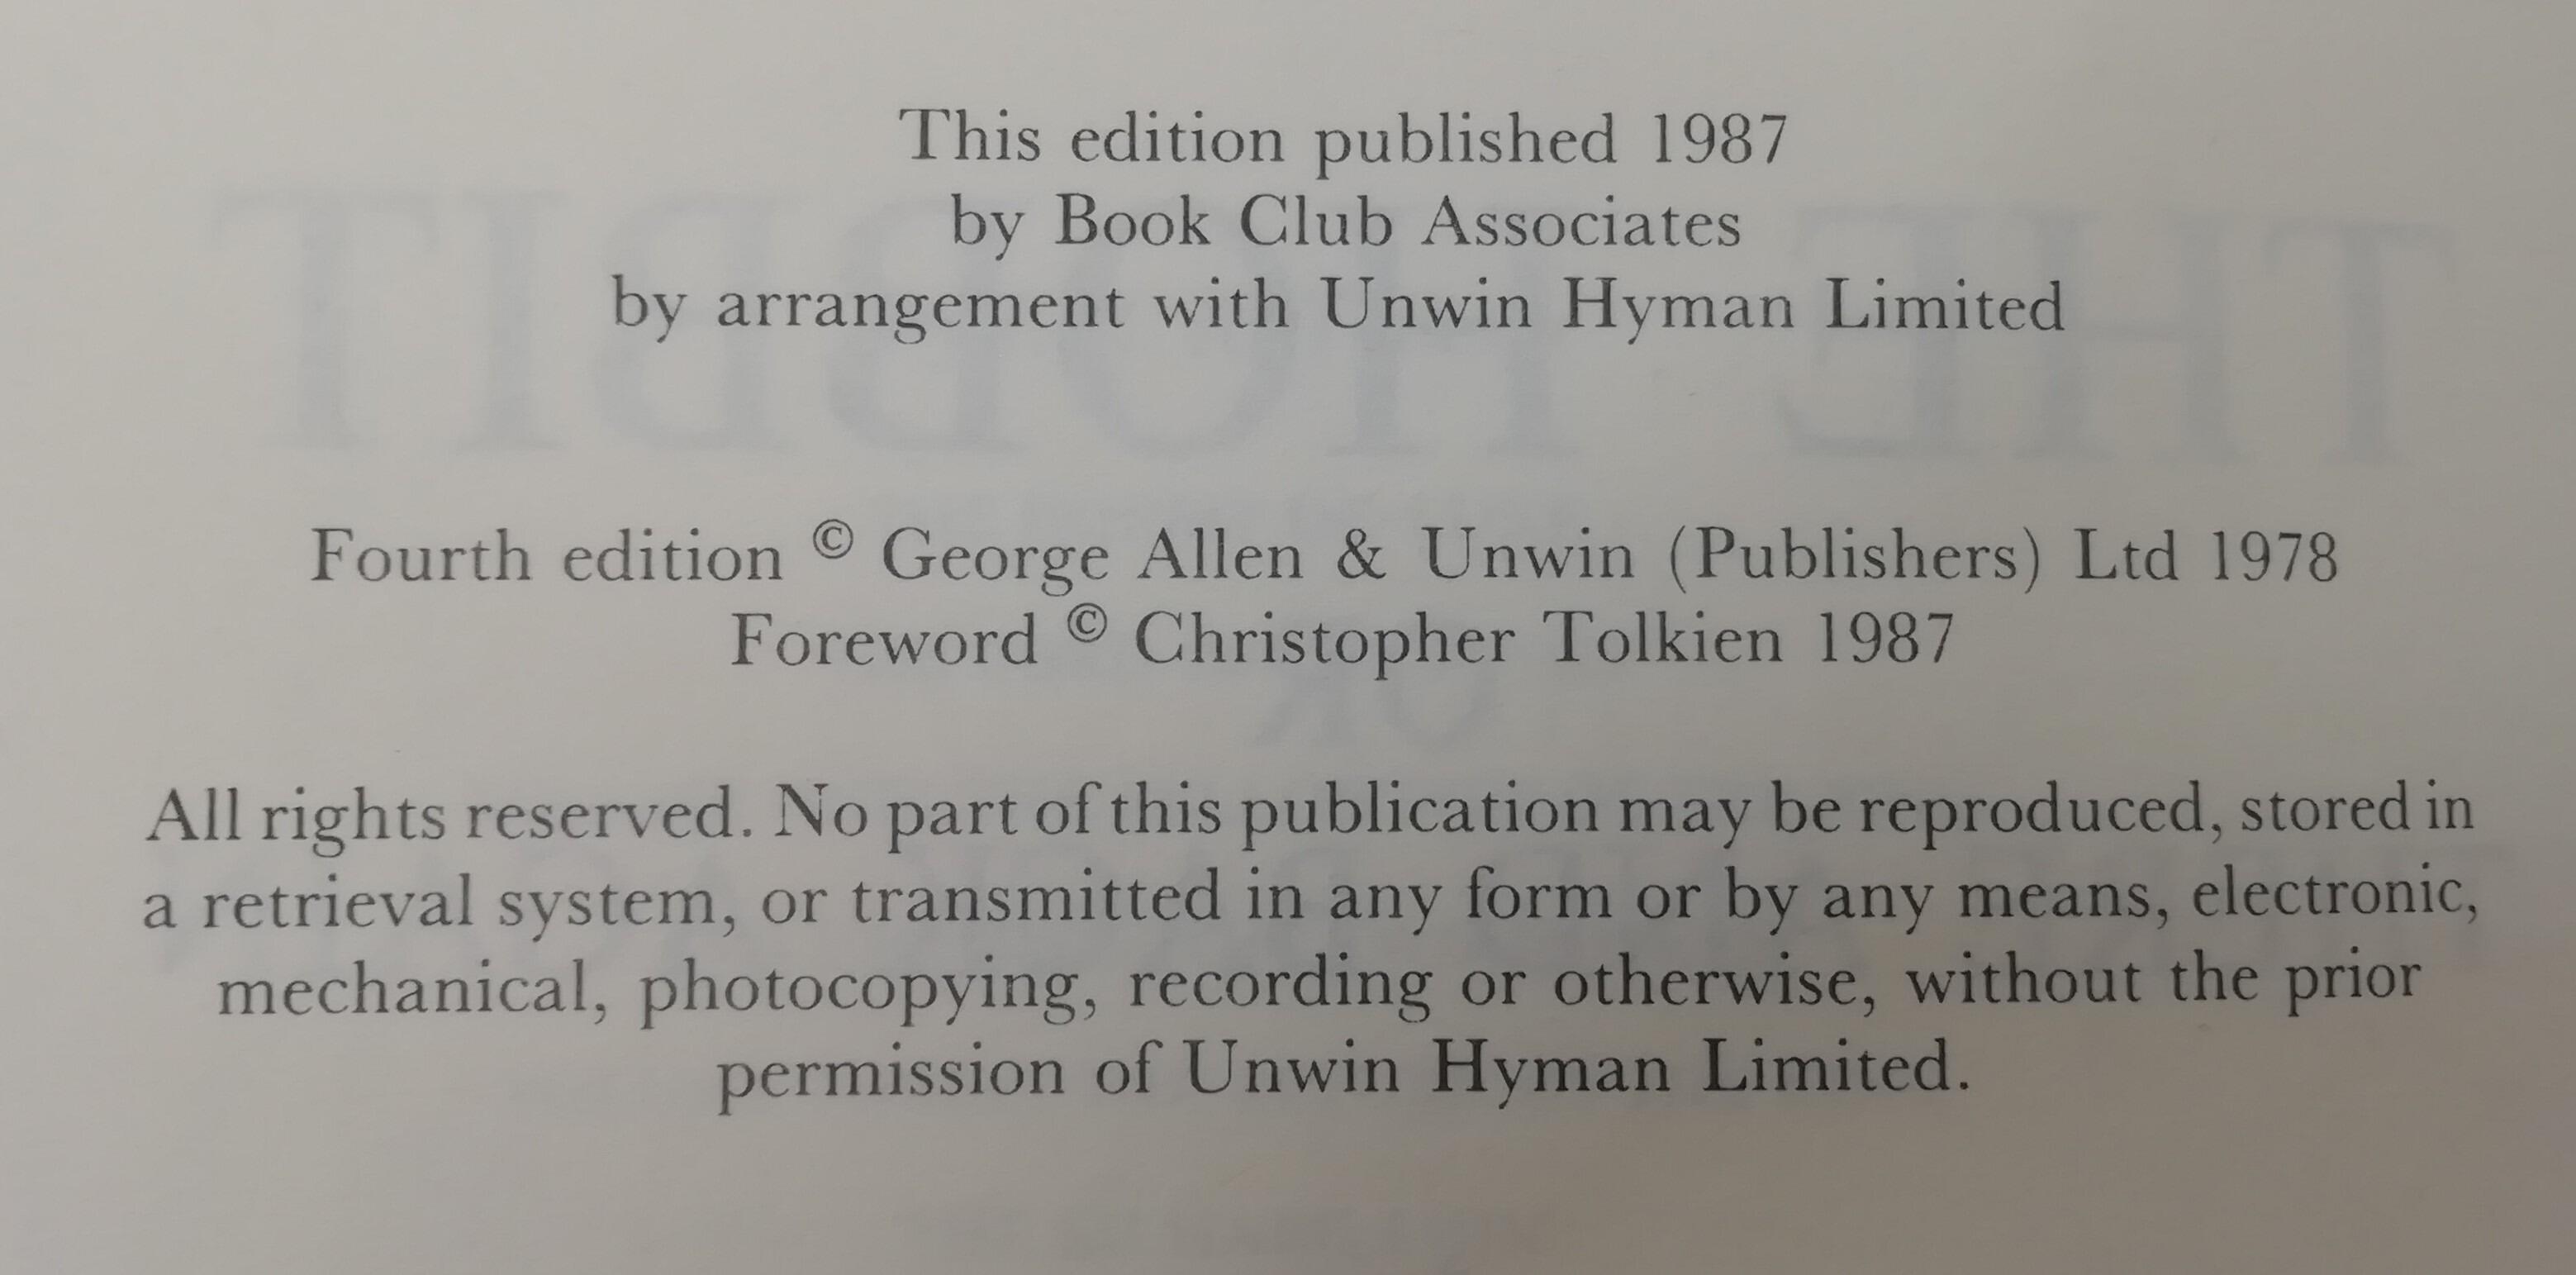 This edition published 1987
by Book Club Associates
by arrangement with Unwin Hyman Limited
Fourth edition © George Allen & Unwin (Publishers) Ltd 1978
Foreword © Christopher Tolkien 1987
All rights reserved. No part of this publication may be reproduced, stored in
a retrieval system, or transmitted in any form or by any means, electronic,
mechanical, photocopying, recording or otherwise, without the prior
permission of Unwin Hyman Limited.
THE HOBBIT
OR